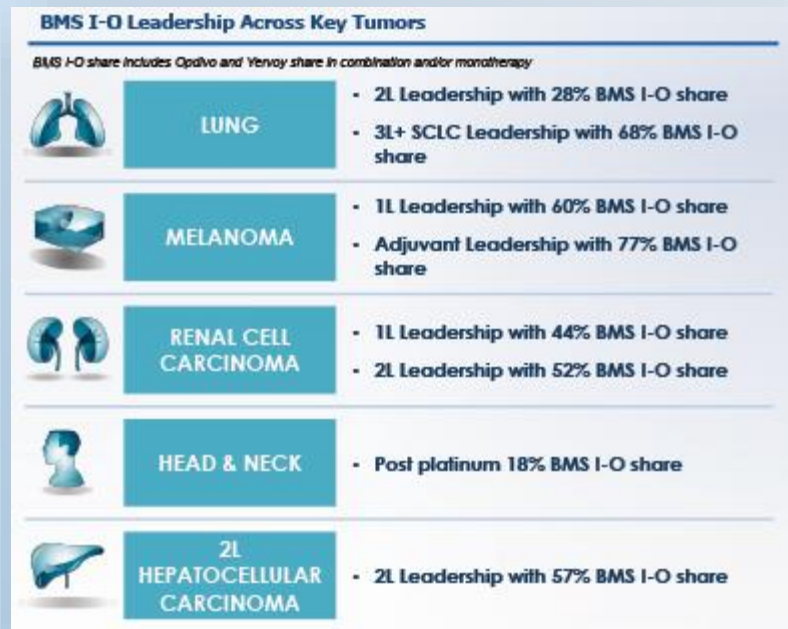 BMS I-O Leadership Across Key Tumors
BMS I-O share includes Opdivo and Yervoy share in combination and/or monotherapy
LUNG
- 2L Leadership with 28% BMS I-O share
- 3L+ SCLC Leadership with 68% BMS I-O
share
MELANOMA
- 1L Leadership with 60% BMS I-O share
- Adjuvant Leadership with 77% BMS I-O
share
RENAL CELL
CARCINOMA
- 1L Leadership with 44% BMS I-O share
- 2L Leadership with 52% BMS I-O share
HEAD & NECK
- Post platinum 18% BMS I-O share
2L
HEPATOCELLULAR
CARCINOMA
- 2L Leadership with 57% BMS I-O share